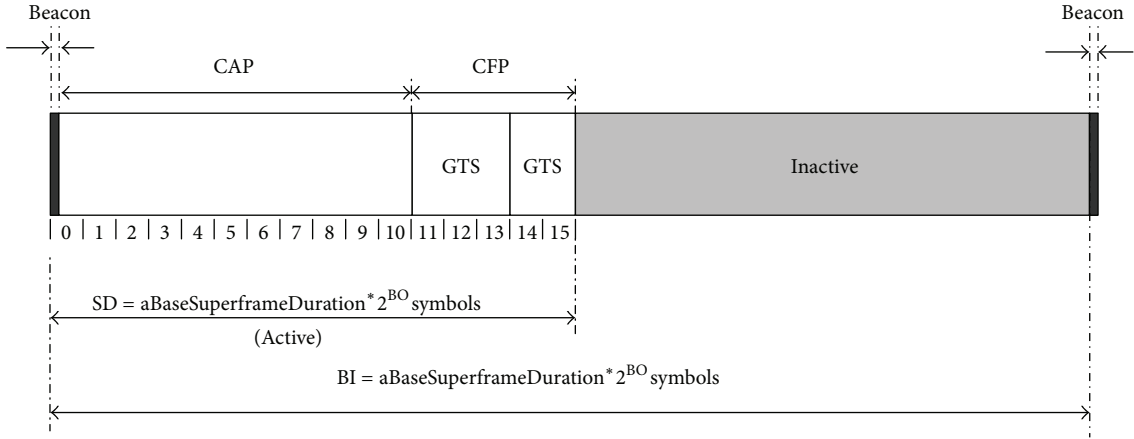 Beacon
Beacon
CAP
CFP
GTS
GTS
Inactive
0 1 2 3 4 5 6 7 8 9 10 11 12 13 14 15
SD = aBaseSuperframeDuration*2^BO symbols
(Active)
BI = aBaseSuperframeDuration*2^BO symbols